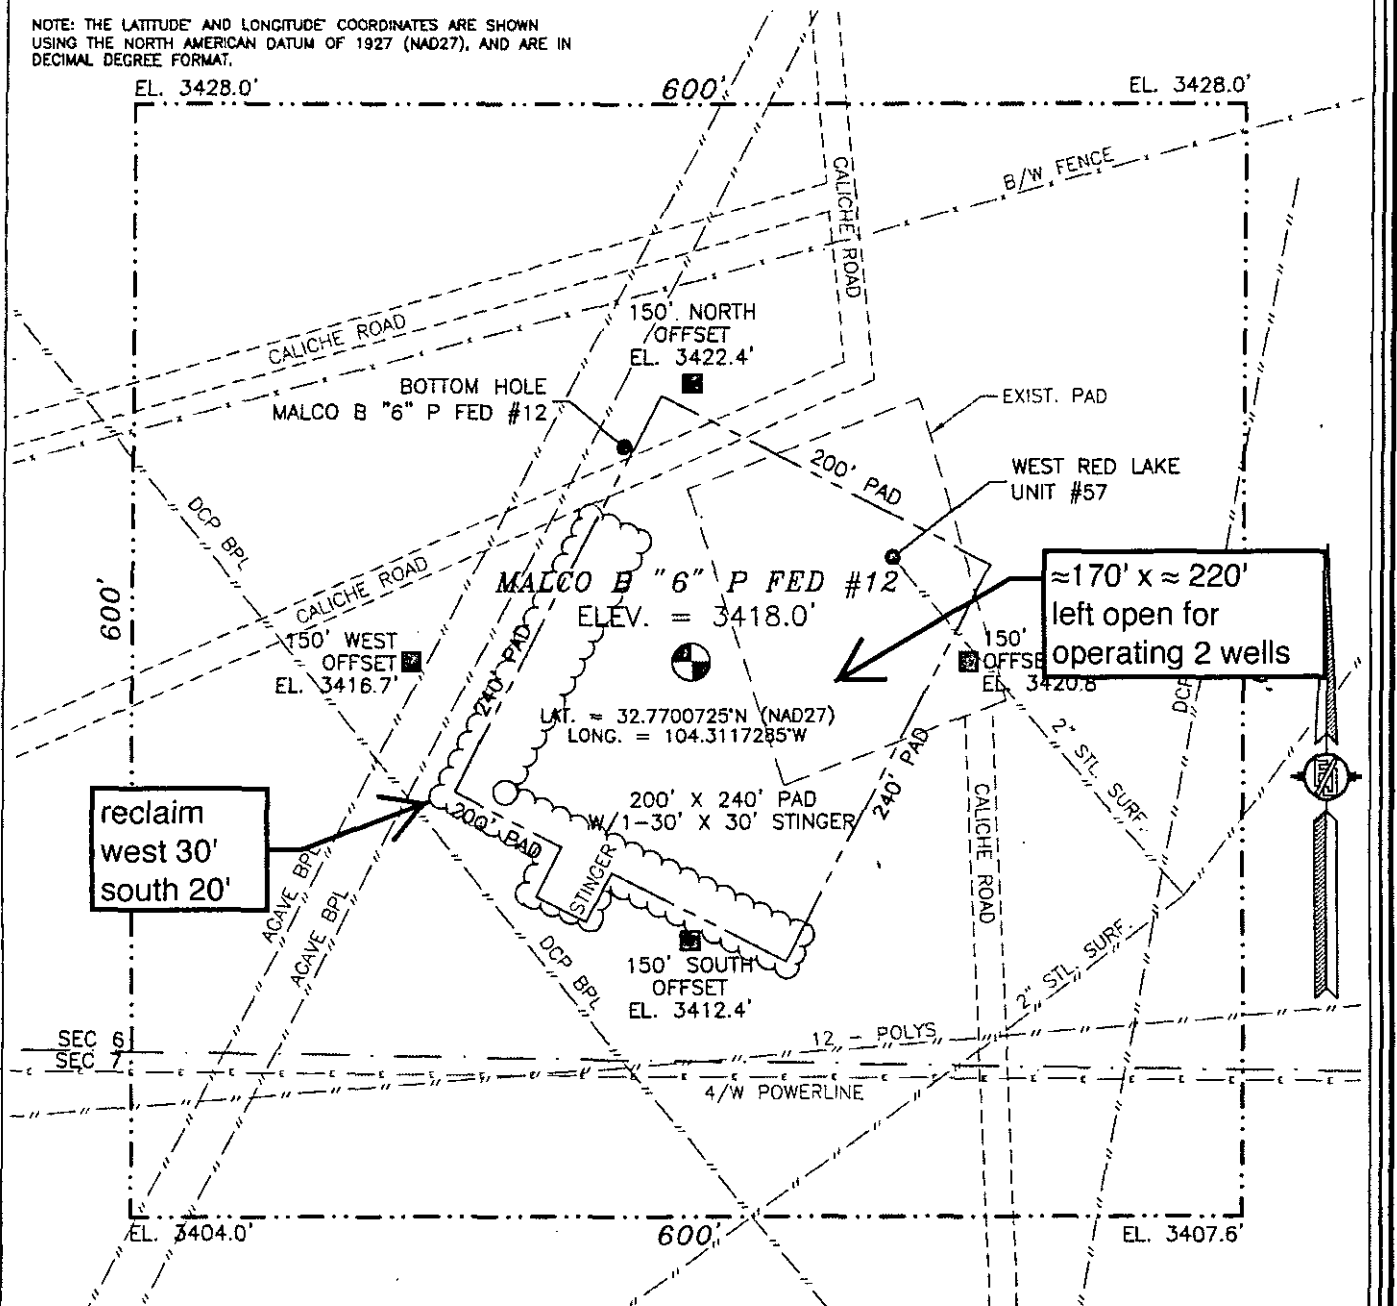 NOTE: THE LATITUDE AND LONGITUDE COORDINATES ARE SHOWN
USING THE NORTH AMERICAN DATUM OF 1927 (NAD27), AND ARE IN
DECIMAL DEGREE FORMAT.
EL. 3428.0'
600'
EL. 3428.0'
B/W FENCE
CALICHE ROAD
CALICHE ROAD
150' NORTH
OFFSET
EL. 3422.4'
BOTTOM HOLE
MALCO B "6" P FED #12
EXIST. PAD
200' PAD
WEST RED LAKE
UNIT #57
DCP BPL
600'
CALICHE ROAD
MALCO B "6" P FED #12
ELEV. = 3418.0'
≈170' x ≈ 220'
left open for
operating 2 wells
150' WEST
OFFSET
EL. 3416.7'
240' PAD
150'
OFFSE
EL. 3420.8
DCP
LAT. = 32.7700725°N (NAD27)
LONG. = 104.3117285°W
2" STL. SURF.
240' PAD
200' X 240' PAD
W/ 1-30' X 30' STINGER
reclaim
west 30'
south 20'
200' PAD
STINGER
CALICHE ROAD
AGAVE BPL
AGAVE BPL
DCP BPL
150' SOUTH
OFFSET
EL. 3412.4'
2" STL. SURF.
SEC 6
SEC 7
12 - POLYS
4/W POWERLINE
EL. 3404.0'
600'
EL. 3407.6'